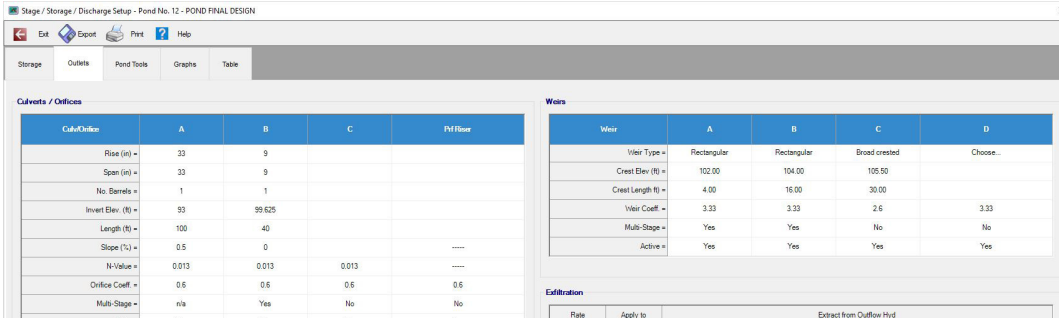 Stage / Storage / Discharge Setup - Pond No. 12 - POND FINAL DESIGN
Exit Export Print ? Help
Storage Outlets Pond Tools Graphs Table
Culverts / Orifices
Culv/Orifice A B C Prf Riser
Rise (in) = 33 9
Span (in) = 33 9
No. Barrels = 1 1
Invert Elev. (ft) = 93 99.625
Length (ft) = 100 40
Slope (%) = 0.5 0 -----
N-Value = 0.013 0.013 0.013 -----
Orifice Coeff. = 0.6 0.6 0.6 0.6
Multi-Stage = n/a Yes No No
Weirs
Weir A B C D
Weir Type = Rectangular Rectangular Broad crested Choose...
Crest Elev (ft) = 102.00 104.00 105.50
Crest Length ft) = 4.00 16.00 30.00
Weir Coeff. = 3.33 3.33 2.6 3.33
Multi-Stage = Yes Yes No No
Active = Yes Yes Yes Yes
Exfiltration
Rate Apply to Extract from Outflow Hyd